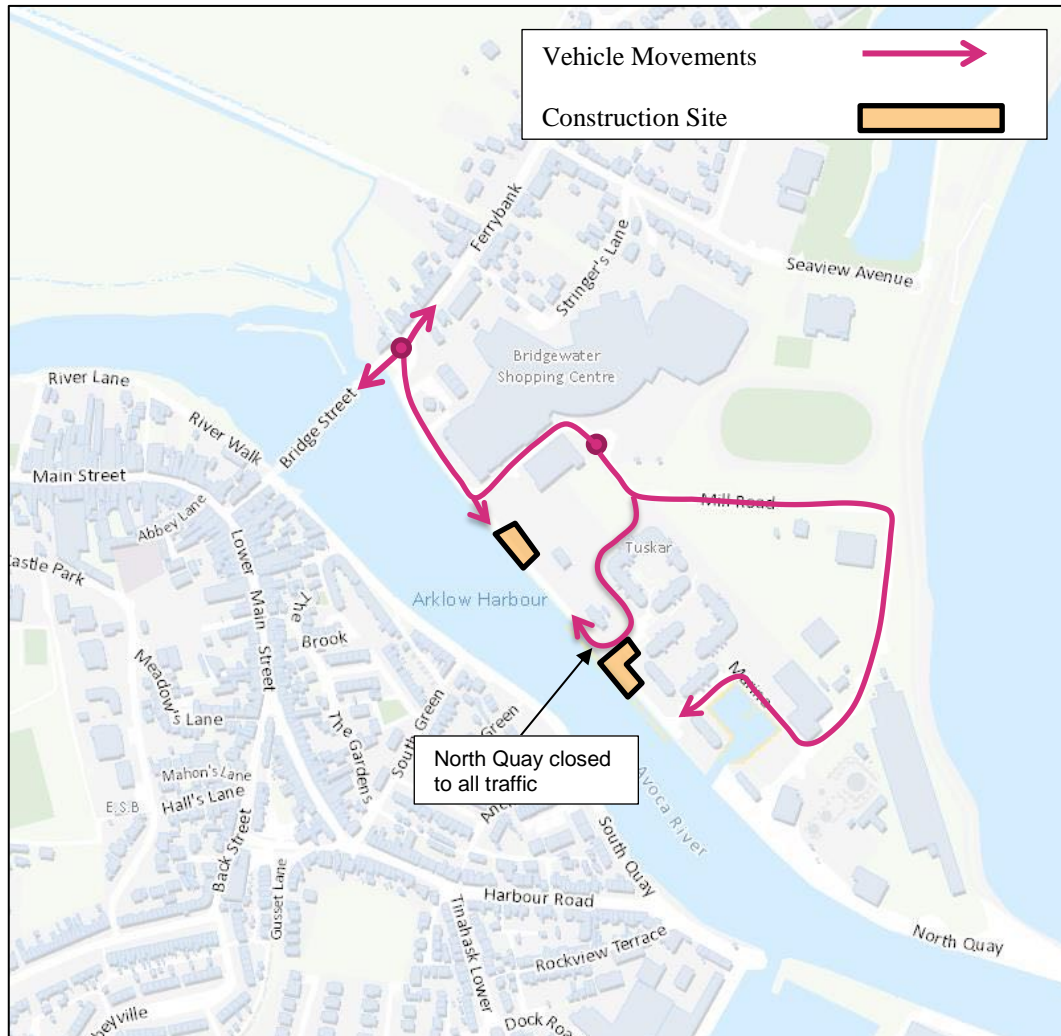 Vehicle Movements
Construction Site
Ferrybank
Stringer's Lane
Seaview Avenue
Bridgewater
Shopping Centre
River Lane
River Walk
Bridge Street
Main Street
Abbey Lane
Mill Road
Castle Park
Lower Main Street
The Brook
Tuskar
Arklow Harbour
Meadow's Lane
The Gardens
South Green
Green
Marina
North Quay closed
to all traffic
Mahon's Lane
Hall's Lane
E.S.B
Back Street
Gusset Lane
Avoca River
South Quay
Harbour Road
Tinahask Lower
Rockview Terrace
North Quay
Dock Road